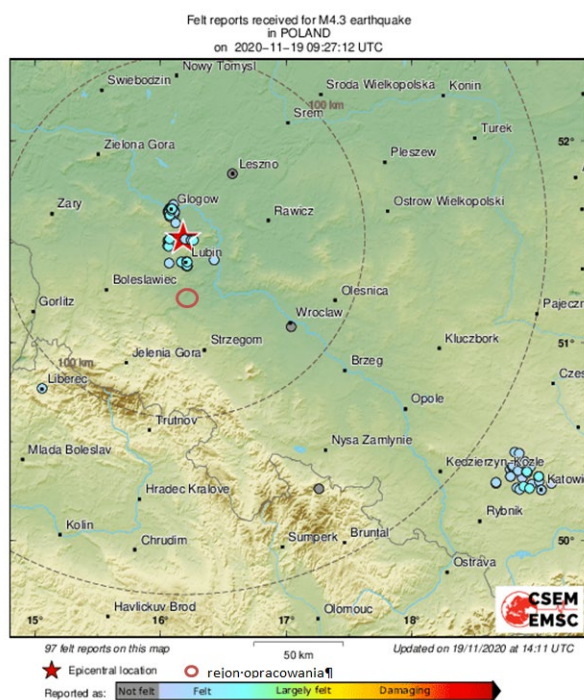 Felt reports received for M4.3 earthquake
in POLAND
on 2020-11-19 09:27:12 UTC
Nowy Tomysl
Swiebodzin
Sroda Wielkopolska
Konin
100 km
Srem
Turek
52°
Zielona Gora
Pleszew
Leszno
Zary
Glogow
Rawicz
Ostrow Wielkopolski
Lubin
Boleslawiec
Gorlitz
Olesnica
Wroclaw
Pajeczn
Strzegom
Kluczbork
51°
Jelenia Gora
100 km
Brzeg
Liberec
Czes
Opole
Trutnov
Nysa Zamlynie
Mlada Boleslav
Kedzierzyn-Kozle
Katowi
Hradec Kralove
Rybnik
Kolin
Chrudim
Sumperk
Bruntal
50°
Ostrava
Havlickuv Brod
Olomouc
CSEM
EMSC
15°
16°
17°
18°
97 felt reports on this map
50 km
Updated on 19/11/2020 at 14:11 UTC
Epicentral location
rejon·opracowania¶
Reported as:
Not felt
Felt
Largely felt
Damaging